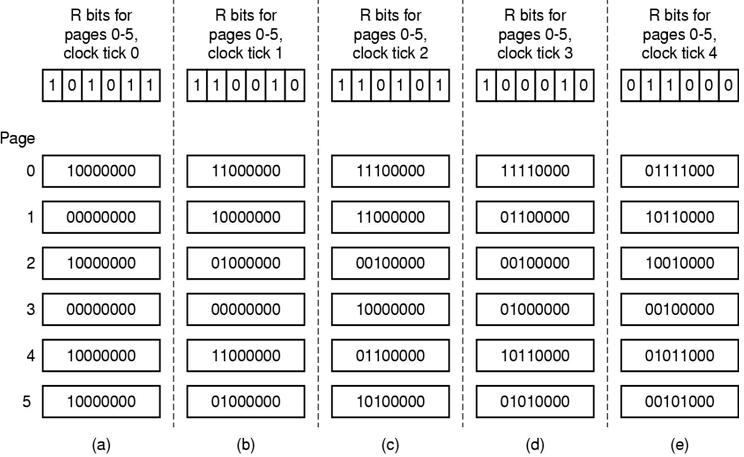 R bits for R bits for R bits for R bits for R bits for
pages 0-5, pages 0-5, pages 0-5, pages 0-5, pages 0-5,
clock tick 0 clock tick 1 clock tick 2 clock tick 3 clock tick 4
1 0 1 0 1 1 1 1 0 0 1 0 1 1 0 1 0 1 1 0 0 0 1 0 0 1 1 0 0 0
Page
0 10000000 11000000 11100000 11110000 01111000
1 00000000 10000000 11000000 01100000 10110000
2 10000000 01000000 00100000 00100000 10010000
3 00000000 00000000 10000000 01000000 00100000
4 10000000 11000000 01100000 10110000 01011000
5 10000000 01000000 10100000 01010000 00101000
(a) (b) (c) (d) (e)